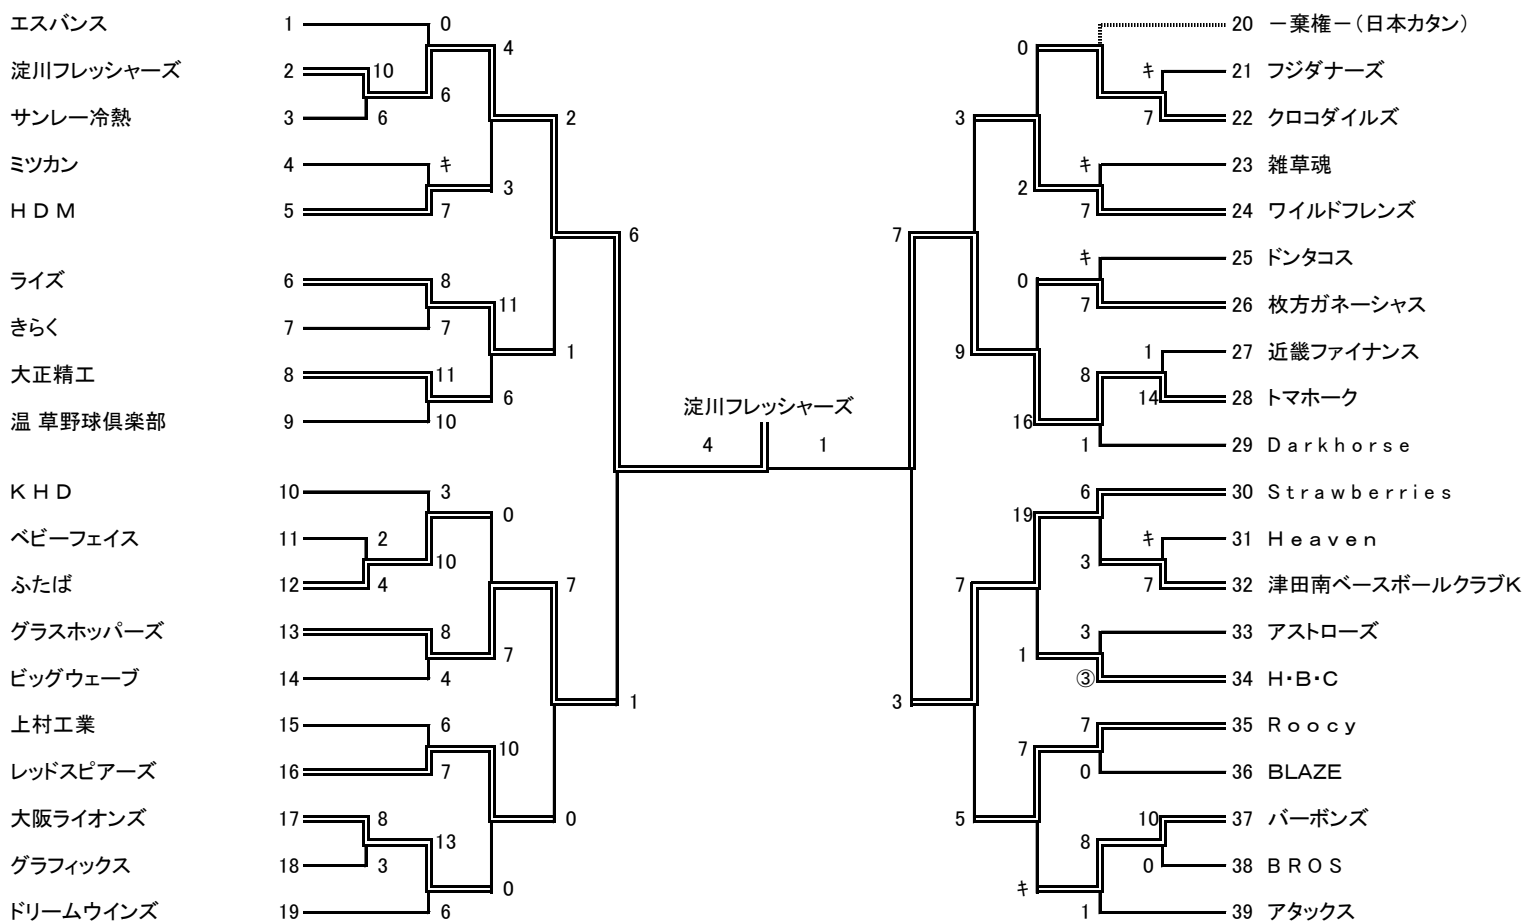 エスバンス 1 0
4
淀川フレッシャーズ 2 10
6
サンレー冷熱 3 6
2
ミツカン 4 キ
3
HDM 5 7
6
ライズ 6 8
11
きらく 7 7
1
大正精工 8 11
6
温 草野球倶楽部 9 10
KHD 10 3
0
ベビーフェイス 11 2
10
ふたば 12 4
7
グラスホッパーズ 13 8
7
ビッグウェーブ 14 4
1
上村工業 15 6
10
レッドスピアーズ 16 7
大阪ライオンズ 17 8
0
13
グラフィックス 18 3
0
ドリームウインズ 19 6
淀川フレッシャーズ
4 1
20 －棄権－(日本カタン)
0
キ 21 フジダナーズ
3
7 22 クロコダイルズ
キ 23 雑草魂
2
7 24 ワイルドフレンズ
7
キ 25 ドンタコス
0
7 26 枚方ガネーシャス
9
1 27 近畿ファイナンス
8
14 28 トマホーク
16
1 29 Darkhorse
6 30 Strawberries
19
キ 31 Heaven
3
7 32 津田南ベースボールクラブK
7
3 33 アストローズ
1
③ 34 H・B・C
3
7 35 Roocy
7
0 36 BLAZE
5
10 37 バーボンズ
8
0 38 BROS
キ
1 39 アタックス